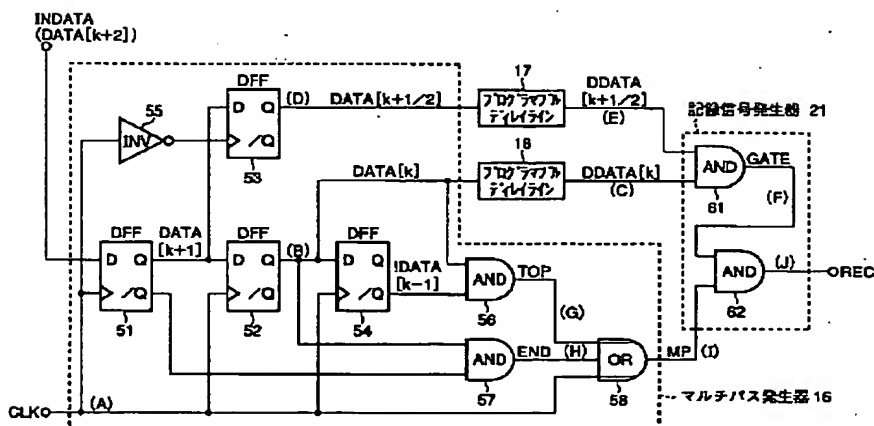 INDATA
(DATA[k+2])
DFF
D Q
/Q
53
(D)
DATA[k+1/2]
17
プログラマブル
ディレイライン
DDATA
[k+1/2]
(E)
記録信号発生器 21
55
INV
DATA[k]
18
プログラマブル
ディレイライン
DDATA[k]
(C)
AND
61
GATE
(F)
DFF
D Q
/Q
51
DATA
[k+1]
DFF
D Q
/Q
52
(B)
DFF
D Q
/Q
54
!DATA
[k-1]
AND
56
TOP
(G)
AND
62
(J)
REC
AND
57
END
(H)
OR
58
MP
(I)
CLK
(A)
マルチパス発生器 16